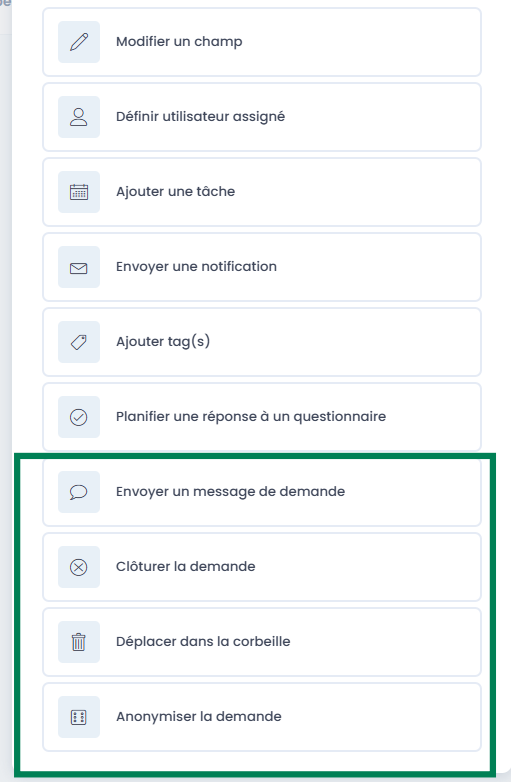 Modifier un champ
Définir utilisateur assigné
Ajouter une tâche
Envoyer une notification
Ajouter tag(s)
Planifier une réponse à un questionnaire
Envoyer un message de demande
Clôturer la demande
Déplacer dans la corbeille
Anonymiser la demande